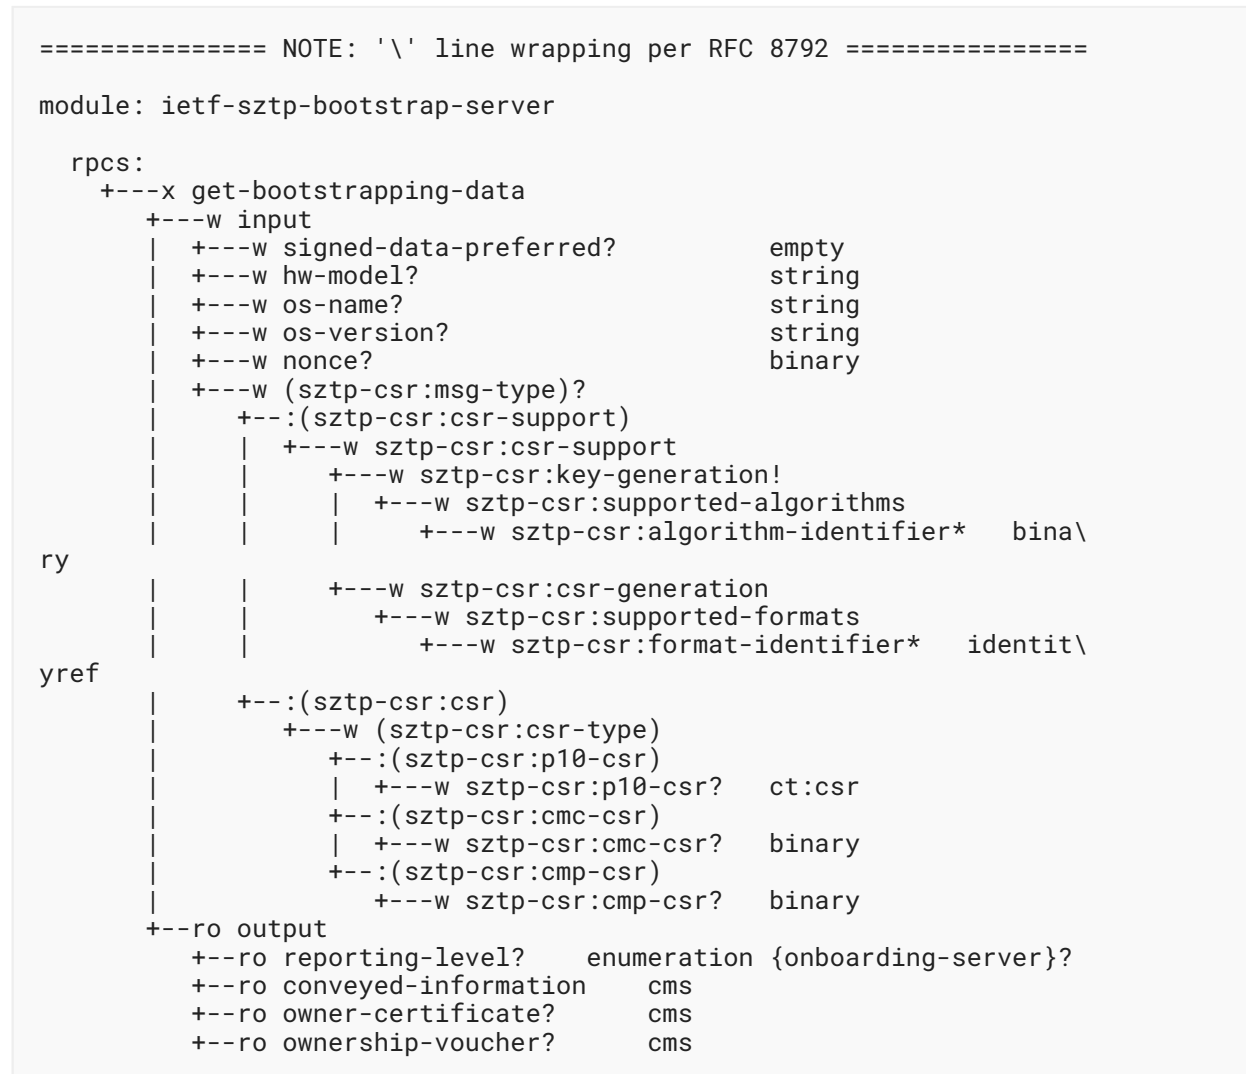 =============== NOTE: '\' line wrapping per RFC 8792 ================

module: ietf-sztp-bootstrap-server

  rpcs:
    +---x get-bootstrapping-data
       +---w input
       |  +---w signed-data-preferred?          empty
       |  +---w hw-model?                       string
       |  +---w os-name?                        string
       |  +---w os-version?                     string
       |  +---w nonce?                          binary
       |  +---w (sztp-csr:msg-type)?
       |     +--:(sztp-csr:csr-support)
       |     |  +---w sztp-csr:csr-support
       |     |     +---w sztp-csr:key-generation!
       |     |     |  +---w sztp-csr:supported-algorithms
       |     |     |     +---w sztp-csr:algorithm-identifier*   bina\
ry
       |     |     +---w sztp-csr:csr-generation
       |     |        +---w sztp-csr:supported-formats
       |     |           +---w sztp-csr:format-identifier*   identit\
yref
       |     +--:(sztp-csr:csr)
       |        +---w (sztp-csr:csr-type)
       |           +--:(sztp-csr:p10-csr)
       |           |  +---w sztp-csr:p10-csr?   ct:csr
       |           +--:(sztp-csr:cmc-csr)
       |           |  +---w sztp-csr:cmc-csr?   binary
       |           +--:(sztp-csr:cmp-csr)
       |              +---w sztp-csr:cmp-csr?   binary
       +--ro output
          +--ro reporting-level?    enumeration {onboarding-server}?
          +--ro conveyed-information    cms
          +--ro owner-certificate?      cms
          +--ro ownership-voucher?      cms